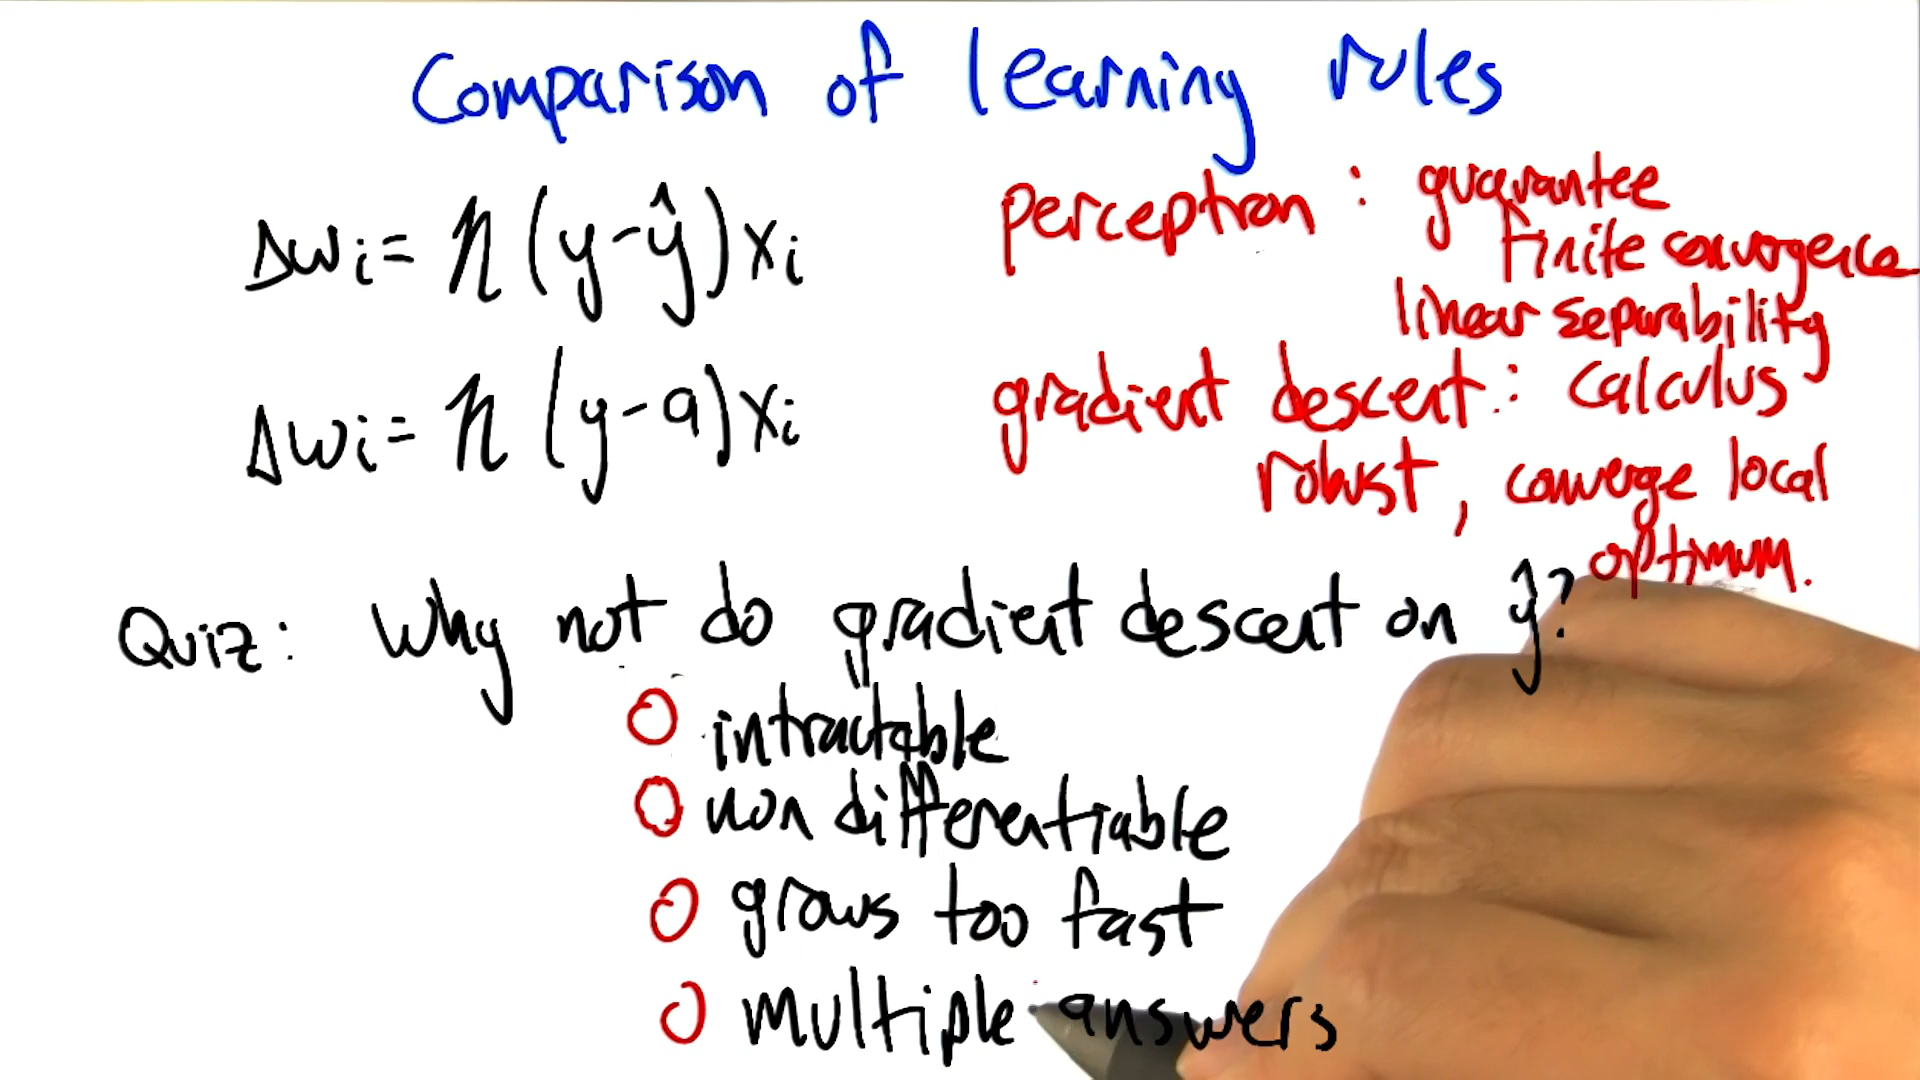 Comparison of learning rules
Δwᵢ = η (y-ŷ)xᵢ
perceptron : guarantee
finite convergence
linear separability
Δwᵢ = η (y-a)xᵢ
gradient descent : calculus
robust, converge local
optimum.
Quiz: Why not do gradient descent on ŷ?
O intractable
O non differentiable
O grows too fast
O multiple answers